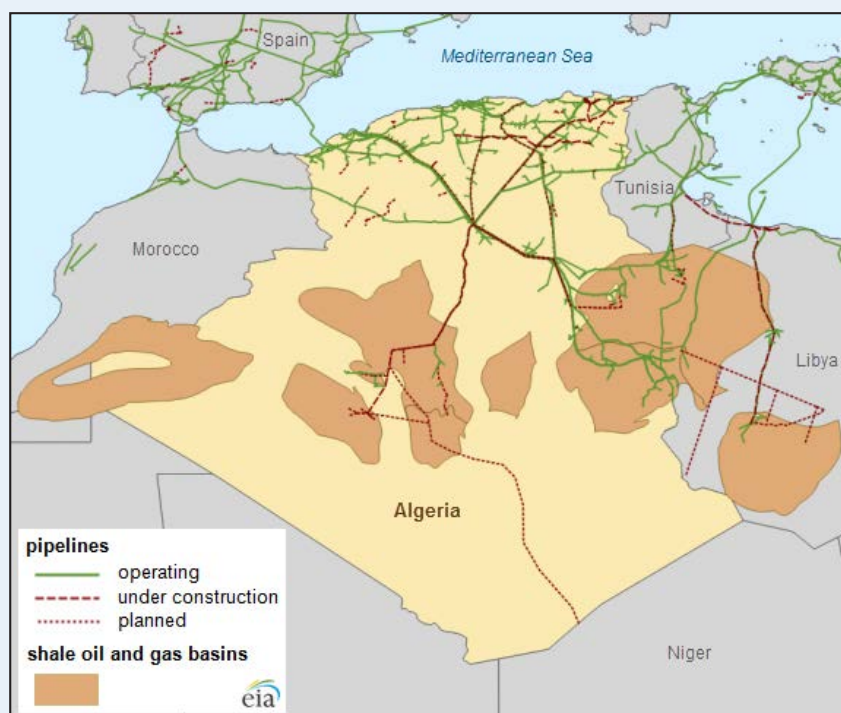 Spain
Mediterranean Sea
Tunisia
Morocco
Libya
Algeria
Niger
pipelines
operating
under construction
planned
shale oil and gas basins
eia